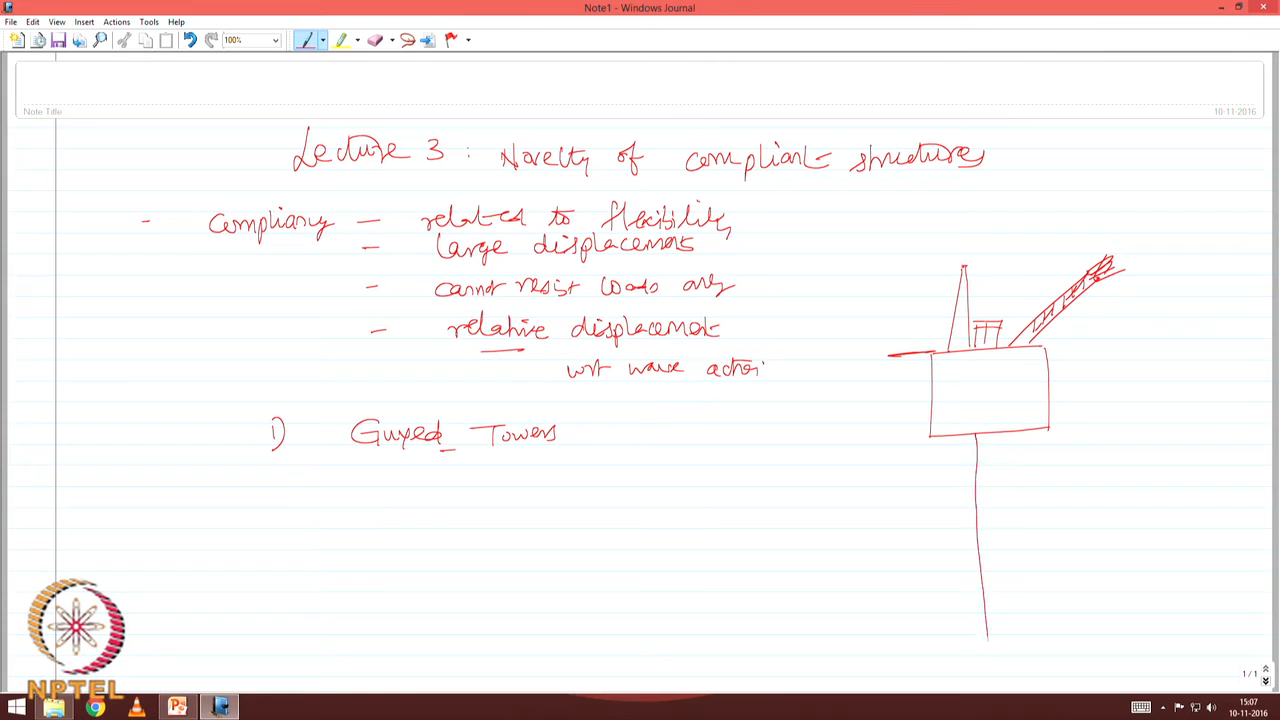 Note1 - Windows Journal
File Edit View Insert Actions Tools Help
100%
Note Title
10-11-2016
Lecture 3 : Novelty of compliant structures
- compliancy - related to flexibility
- large displacement
- cannot resist loads only
- relative displacement
wrt wave action
1) Guyed Towers
NPTEL
1 / 1
15:07
10-11-2016